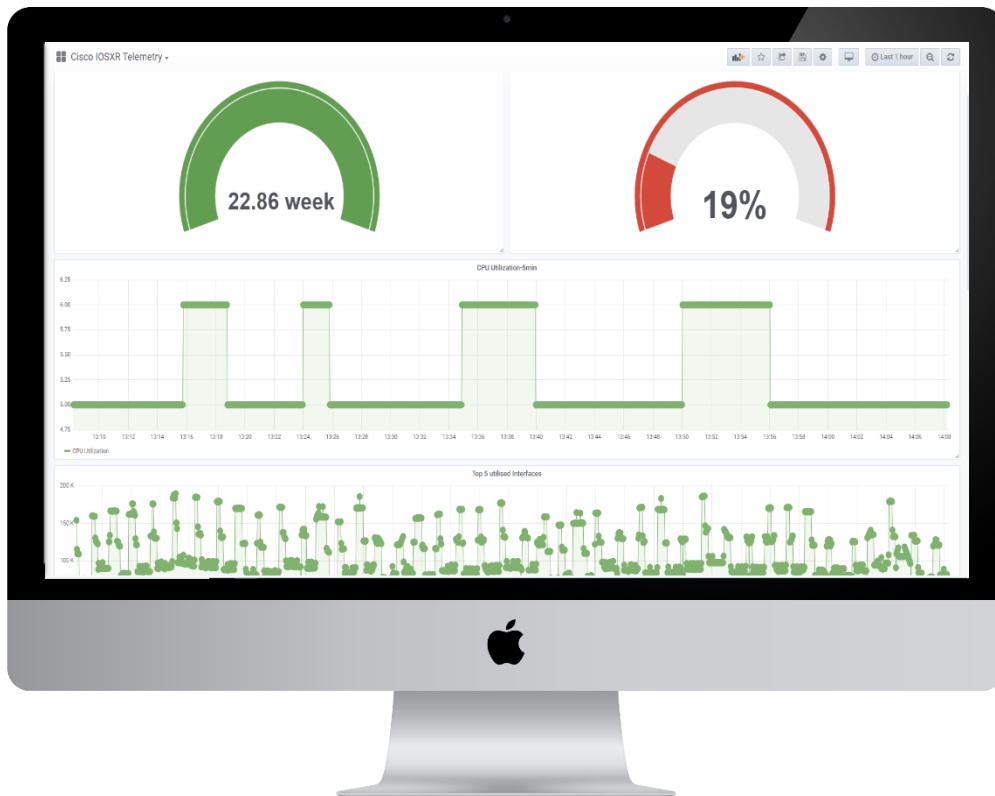 Cisco IOSXR Telemetry
Last 1 hour
22.86 week
19%
CPU Utilization-5min
6.25
6.00
5.75
5.50
5.25
5.00
4.75
13:10 13:12 13:14 13:16 13:18 13:20 13:22 13:24 13:26 13:28 13:30 13:32 13:34 13:36 13:38 13:40 13:42 13:44 13:46 13:48 13:50 13:52 13:54 13:56 13:58 14:00 14:02 14:04 14:06 14:08
CPU Utilization
Top 5 utilised Interfaces
200 K
150 K
100 K